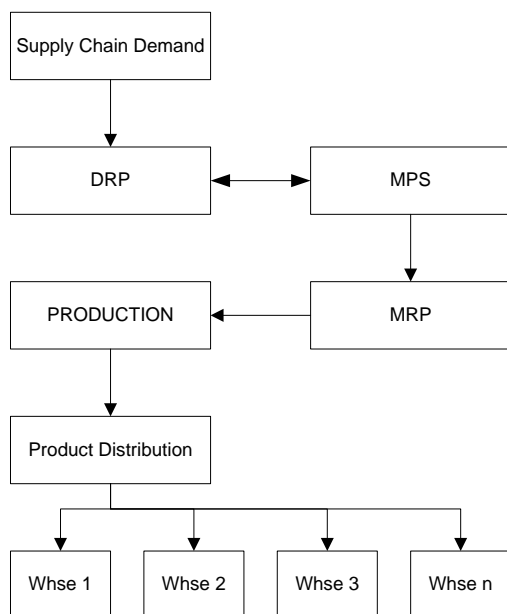 Supply Chain Demand
DRP
MPS
PRODUCTION
MRP
Product Distribution
Whse 1
Whse 2
Whse 3
Whse n